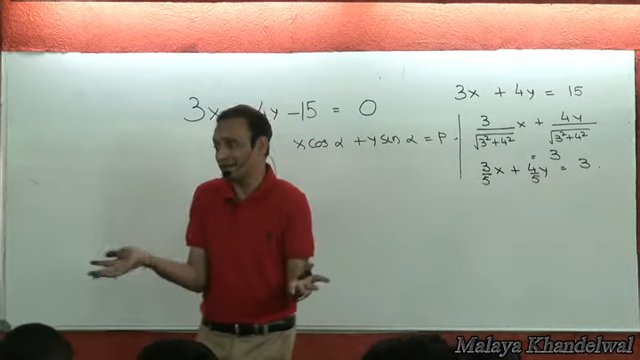 3x 4y - 15 = 0
x cos α + y sin α = P.
3x + 4y = 15
3/√3²+4² x + 4y/√3²+4²
= 3
3/5 x + 4/5 y = 3.
Malaya Khandelwal